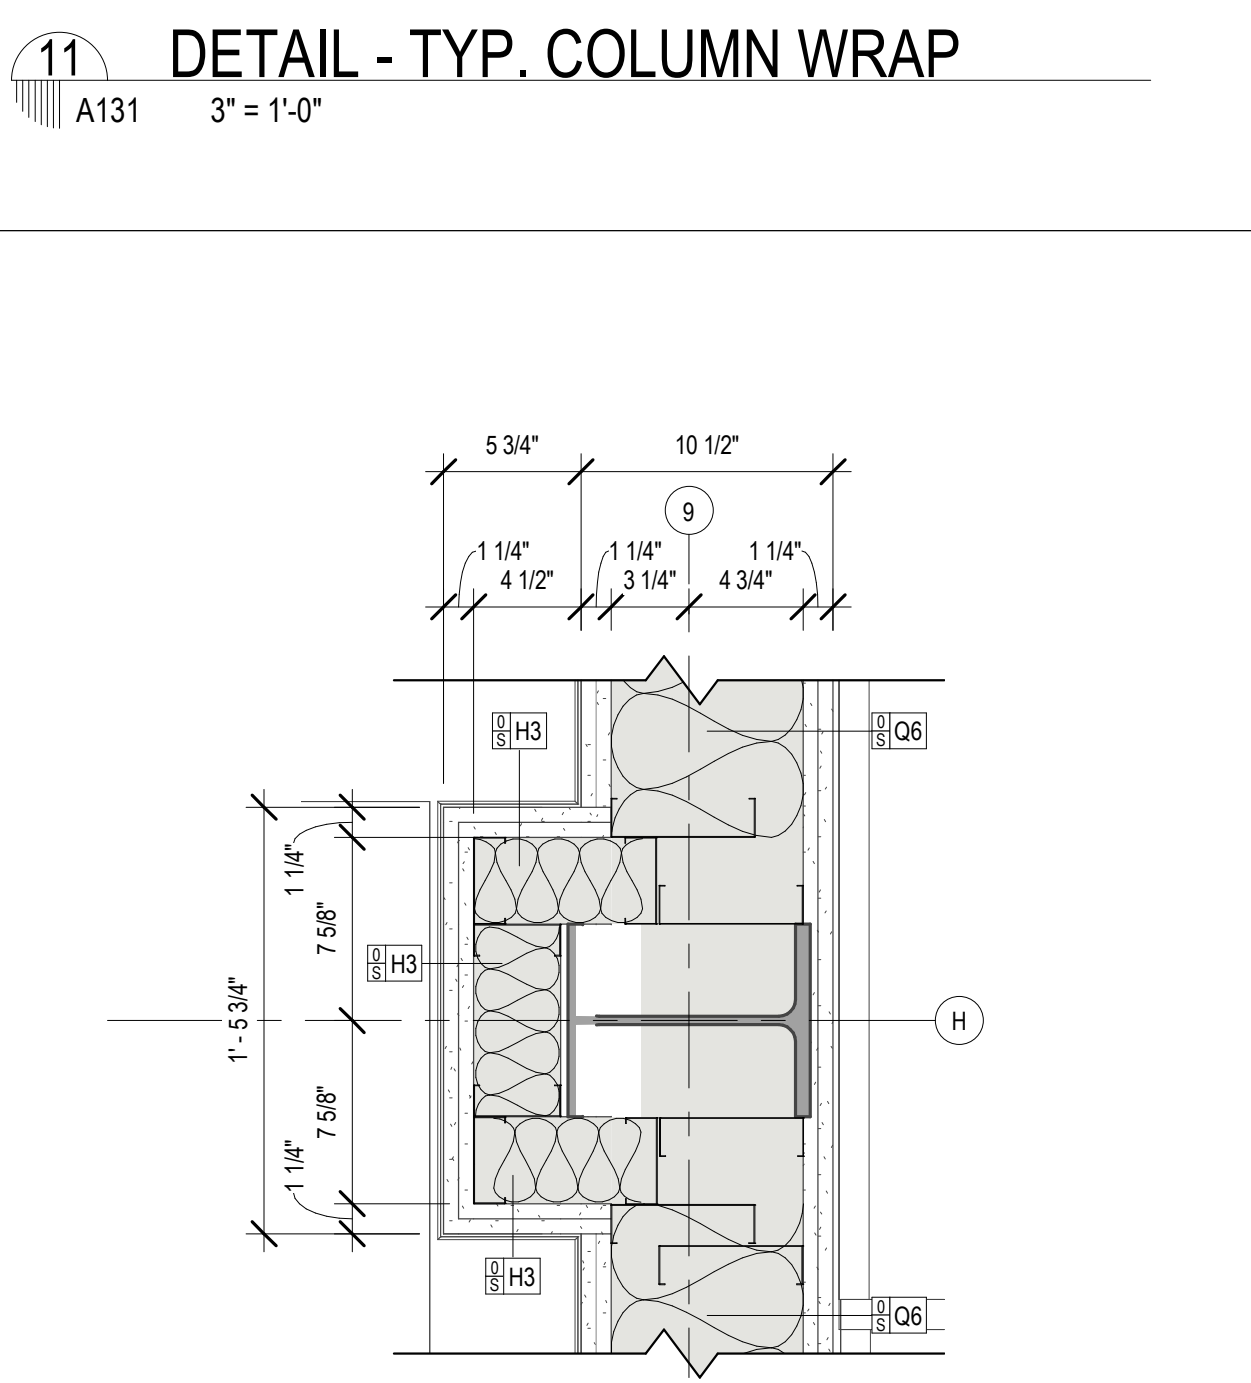 11 DETAIL - TYP. COLUMN WRAP
A131 3" = 1'-0"
5 3/4" 10 1/2"
9
1 1/4" 1 1/4" 1 1/4"
4 1/2" 3 1/4" 4 3/4"
0 S H3
0 S Q6
1 1/4"
7 5/8"
0 S H3
1' - 5 3/4"
H
7 5/8"
1 1/4"
0 S H3
0 S Q6